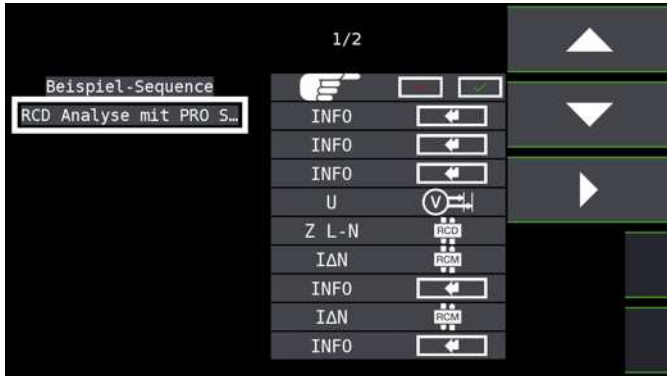 1/2
Beispiel-Sequence
RCD Analyse mit PRO S…
INFO
INFO
INFO
U V
Z L-N RCD
IΔN RCM
INFO
IΔN RCM
INFO